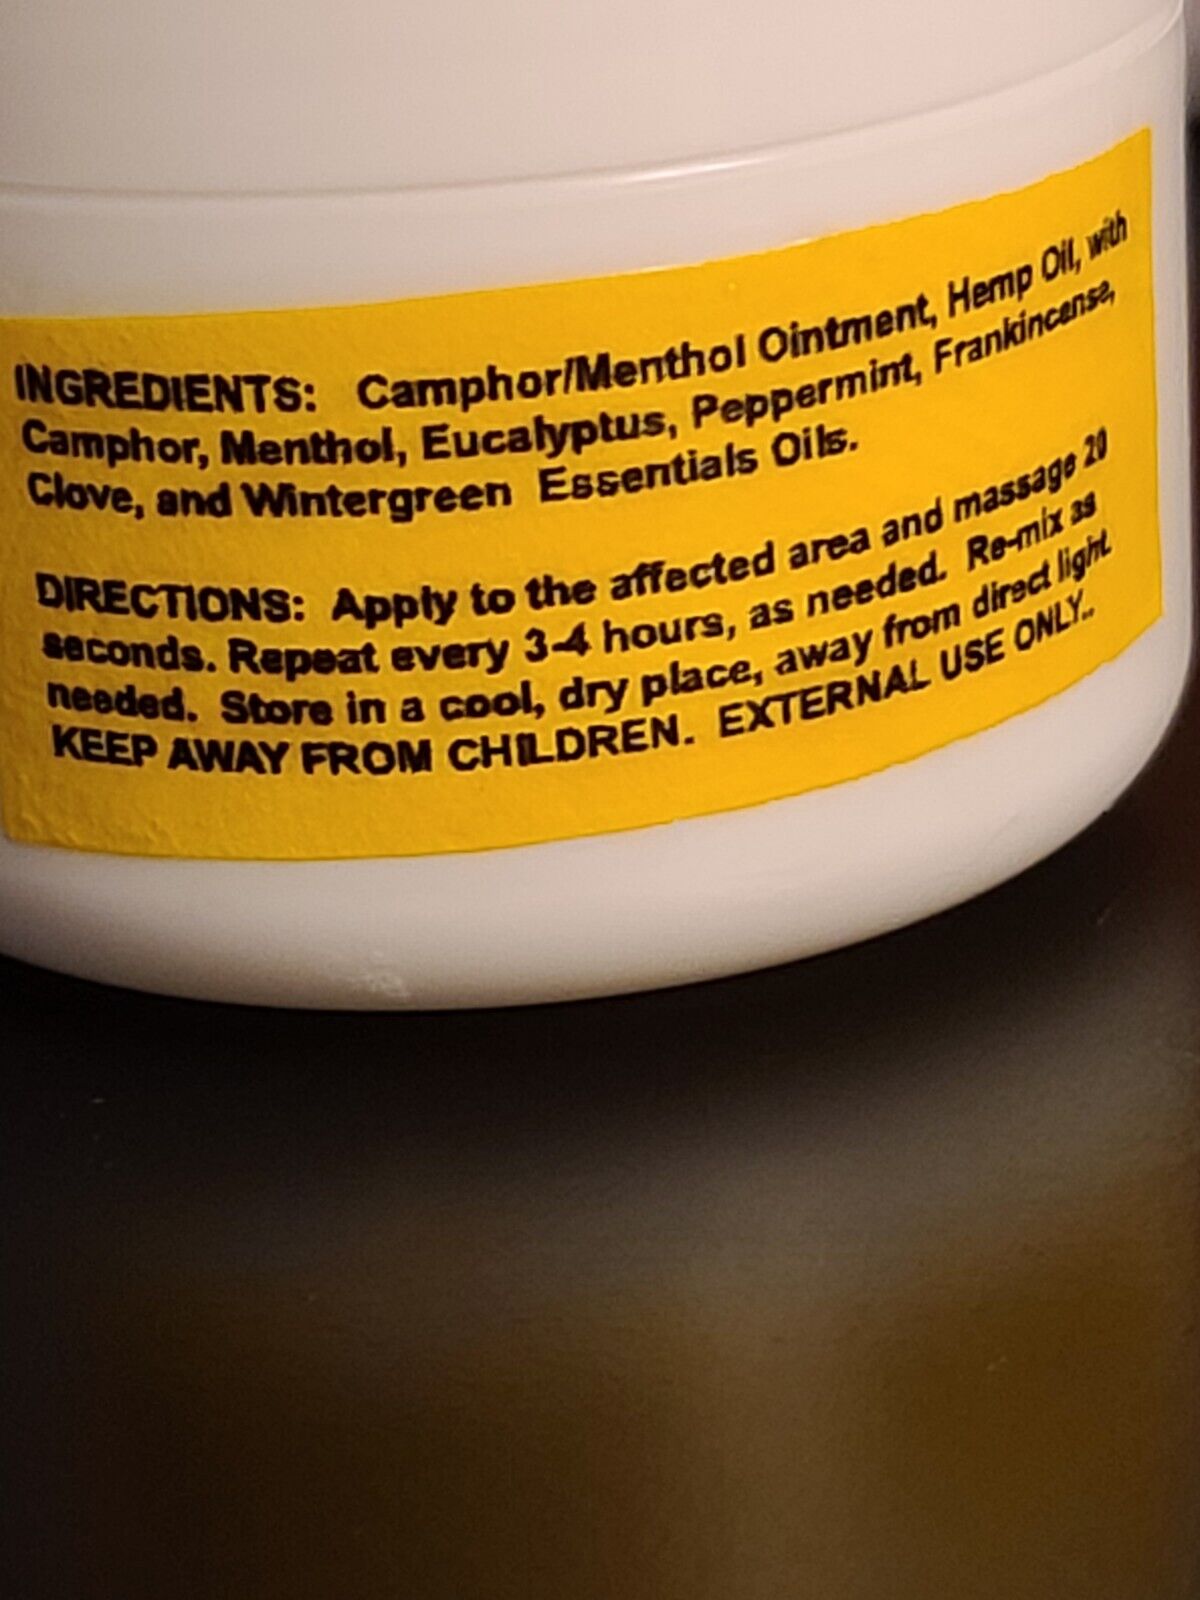 INGREDIENTS: Camphor/Menthol Ointment, Hemp Oil, with
Camphor, Menthol, Eucalyptus, Peppermint, Frankincense,
Clove, and Wintergreen Essentials Oils.
DIRECTIONS: Apply to the affected area and massage 20
seconds. Repeat every 3-4 hours, as needed. Re-mix as
needed. Store in a cool, dry place, away from direct light.
KEEP AWAY FROM CHILDREN. EXTERNAL USE ONLY..